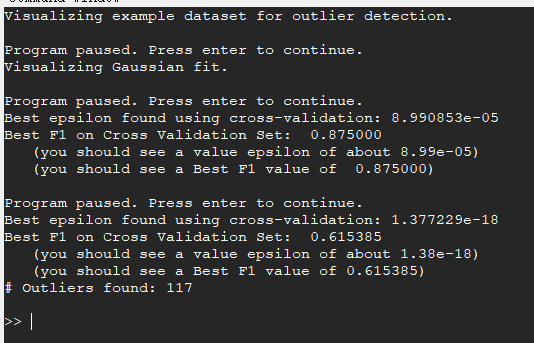 Command Window
Visualizing example dataset for outlier detection.
Program paused. Press enter to continue.
Visualizing Gaussian fit.
Program paused. Press enter to continue.
Best epsilon found using cross-validation: 8.990853e-05
Best F1 on Cross Validation Set:  0.875000
   (you should see a value epsilon of about 8.99e-05)
   (you should see a Best F1 value of  0.875000)
Program paused. Press enter to continue.
Best epsilon found using cross-validation: 1.377229e-18
Best F1 on Cross Validation Set:  0.615385
   (you should see a value epsilon of about 1.38e-18)
   (you should see a Best F1 value of 0.615385)
# Outliers found: 117
>>